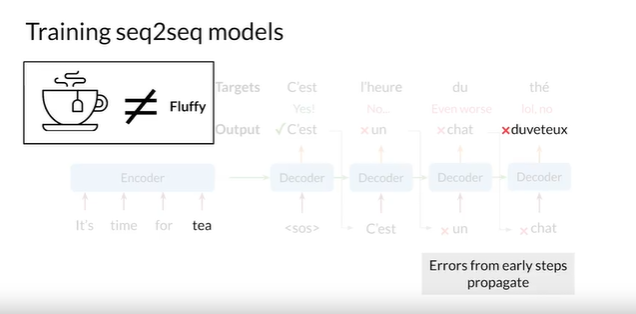 Training seq2seq models
Fluffy
Targets C'est l'heure du thé
Yes! No... Even worse lol, no
Output ✓C'est ×un ×chat ×duveteux
Encoder Decoder Decoder Decoder Decoder
It's time for tea <sos> C'est ×un ×chat
Errors from early steps
propagate